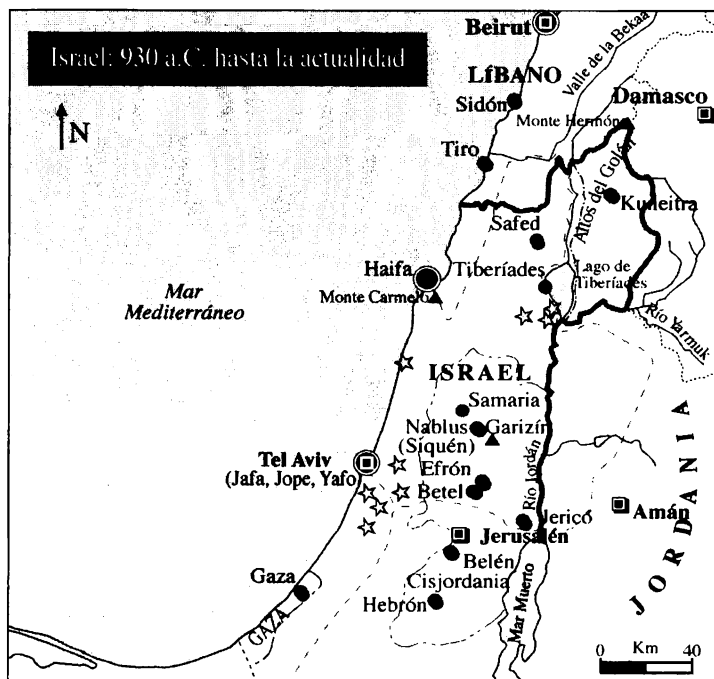 Israel: 930 a.C. hasta la actualidad
N
Beirut
Valle de la Bekaa
LíBANO
Damasco
Sidón
Monte Hermón
Tiro
Altos del Golán
Kuneitra
Safed
Haifa
Tiberíades
Lago de
Tiberíades
Monte Carmelo
Mar
Mediterráneo
Río Yarmuk
ISRAEL
Samaria
Nablus
(Siquén)
Garizín
Tel Aviv
(Jafa, Jope, Yafo)
Efrón
Betel
Río Jordán
Jericó
Amán
JORDANIA
Jerusalén
Belén
Gaza
Cisjordania
GAZA
Hebrón
Mar Muerto
0 Km 40